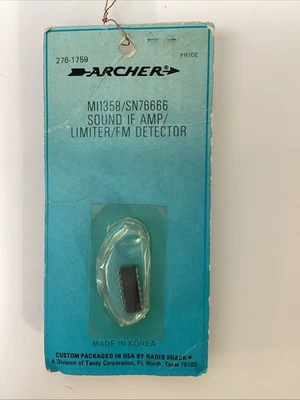 276-1759
PRICE
ARCHER
MI1358/SN76666
SOUND IF AMP/
LIMITER/FM DETECTOR
MADE IN KOREA
CUSTOM PACKAGED IN USA BY RADIO SHACK
A Division of Tandy Corporation, Ft. Worth, Texas 76102